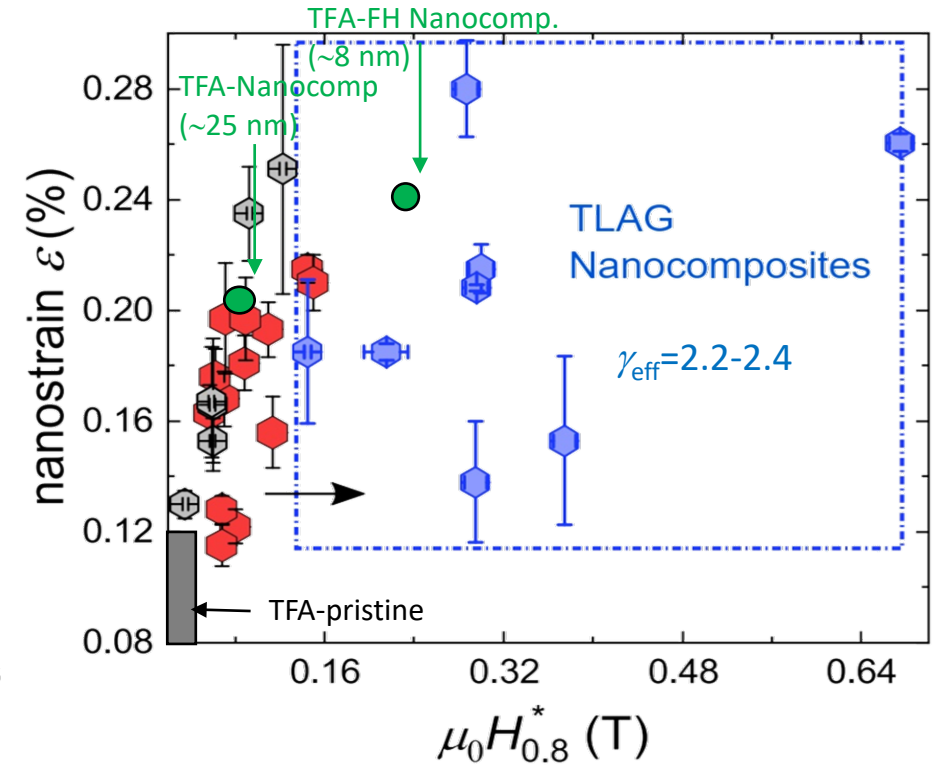 TFA-FH Nanocomp.
(~8 nm)
TFA-Nanocomp
(~25 nm)
0.28
0.24
0.20
0.16
0.12
0.08
nanostrain ε (%)
TLAG
Nanocomposites
γeff=2.2-2.4
TFA-pristine
0.16
0.32
0.48
0.64
μ0H*0.8 (T)